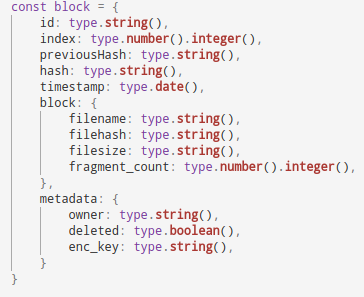 const block = {
    id: type.string(),
    index: type.number().integer(),
    previousHash: type.string(),
    hash: type.string(),
    timestamp: type.date(),
    block: {
        filename: type.string(),
        filehash: type.string(),
        filesize: type.string(),
        fragment_count: type.number().integer(),
    },
    metadata: {
        owner: type.string(),
        deleted: type.boolean(),
        enc_key: type.string(),
    }
}